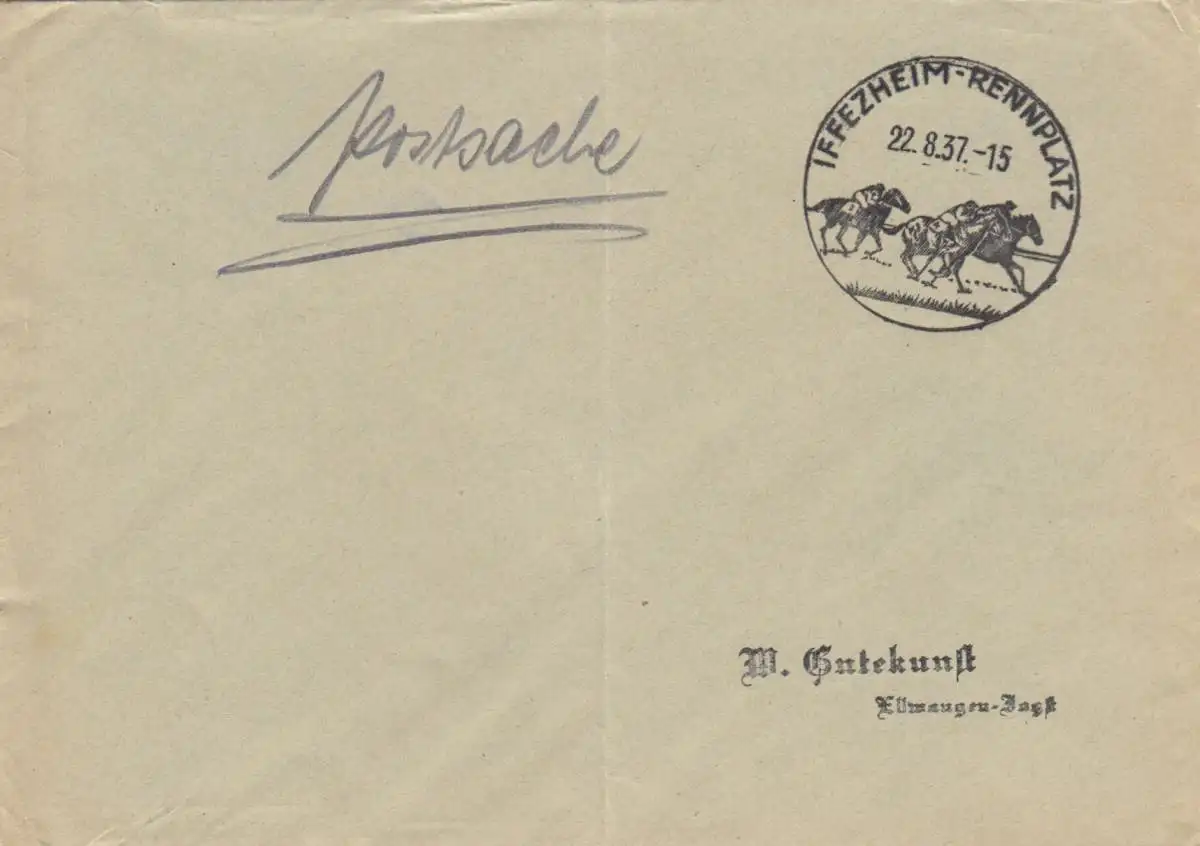 Postsache
IFFEZHEIM-RENNPLATZ
22.8.37.-15
W. Gutekunst
Ellwangen-Jagst